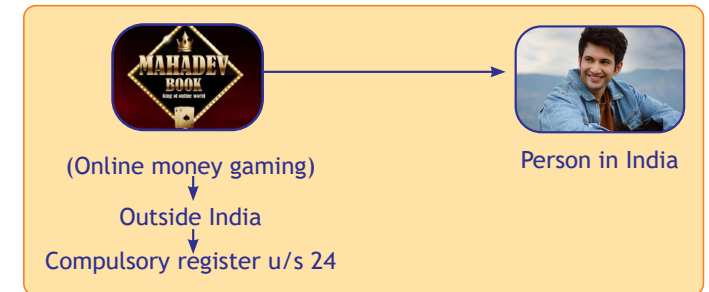 MAHADEV
BOOK
King of online world
(Online money gaming)
Person in India
Outside India
Compulsory register u/s 24